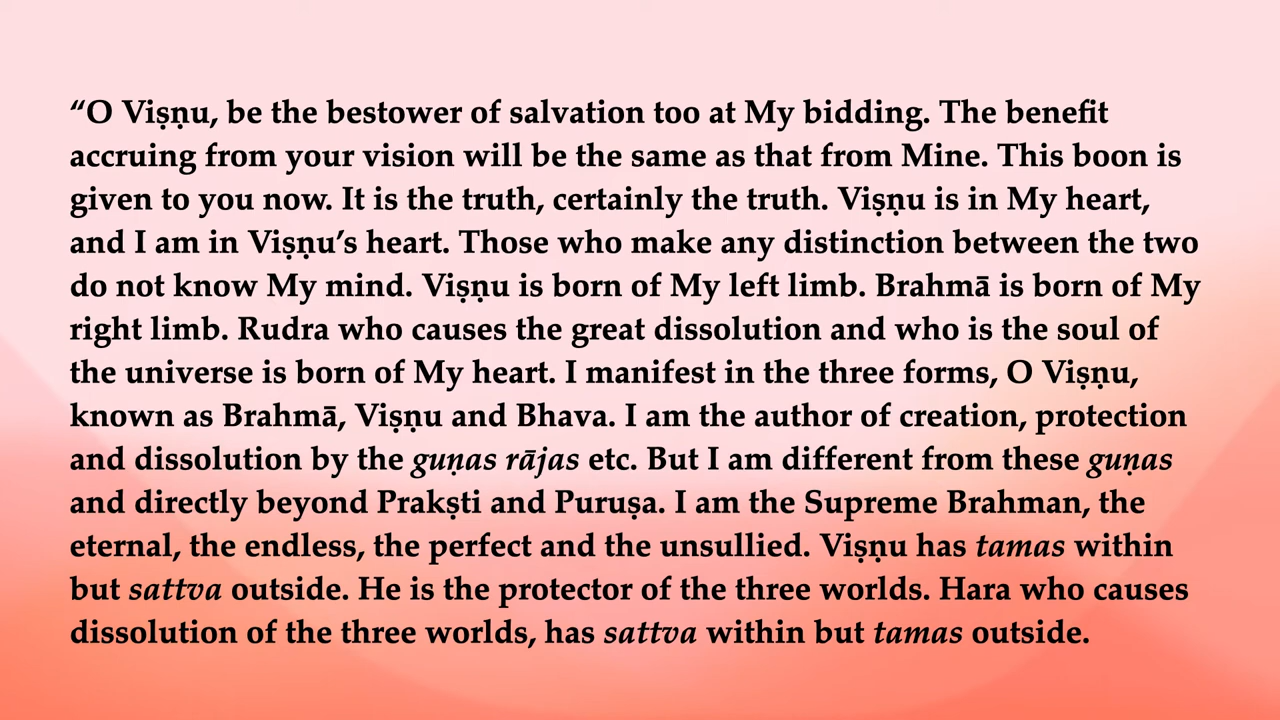 “O Viṣṇu, be the bestower of salvation too at My bidding. The benefit
accruing from your vision will be the same as that from Mine. This boon is
given to you now. It is the truth, certainly the truth. Viṣṇu is in My heart,
and I am in Viṣṇu’s heart. Those who make any distinction between the two
do not know My mind. Viṣṇu is born of My left limb. Brahmā is born of My
right limb. Rudra who causes the great dissolution and who is the soul of
the universe is born of My heart. I manifest in the three forms, O Viṣṇu,
known as Brahmā, Viṣṇu and Bhava. I am the author of creation, protection
and dissolution by the guṇas rājas etc. But I am different from these guṇas
and directly beyond Prakṣti and Puruṣa. I am the Supreme Brahman, the
eternal, the endless, the perfect and the unsullied. Viṣṇu has tamas within
but sattva outside. He is the protector of the three worlds. Hara who causes
dissolution of the three worlds, has sattva within but tamas outside.